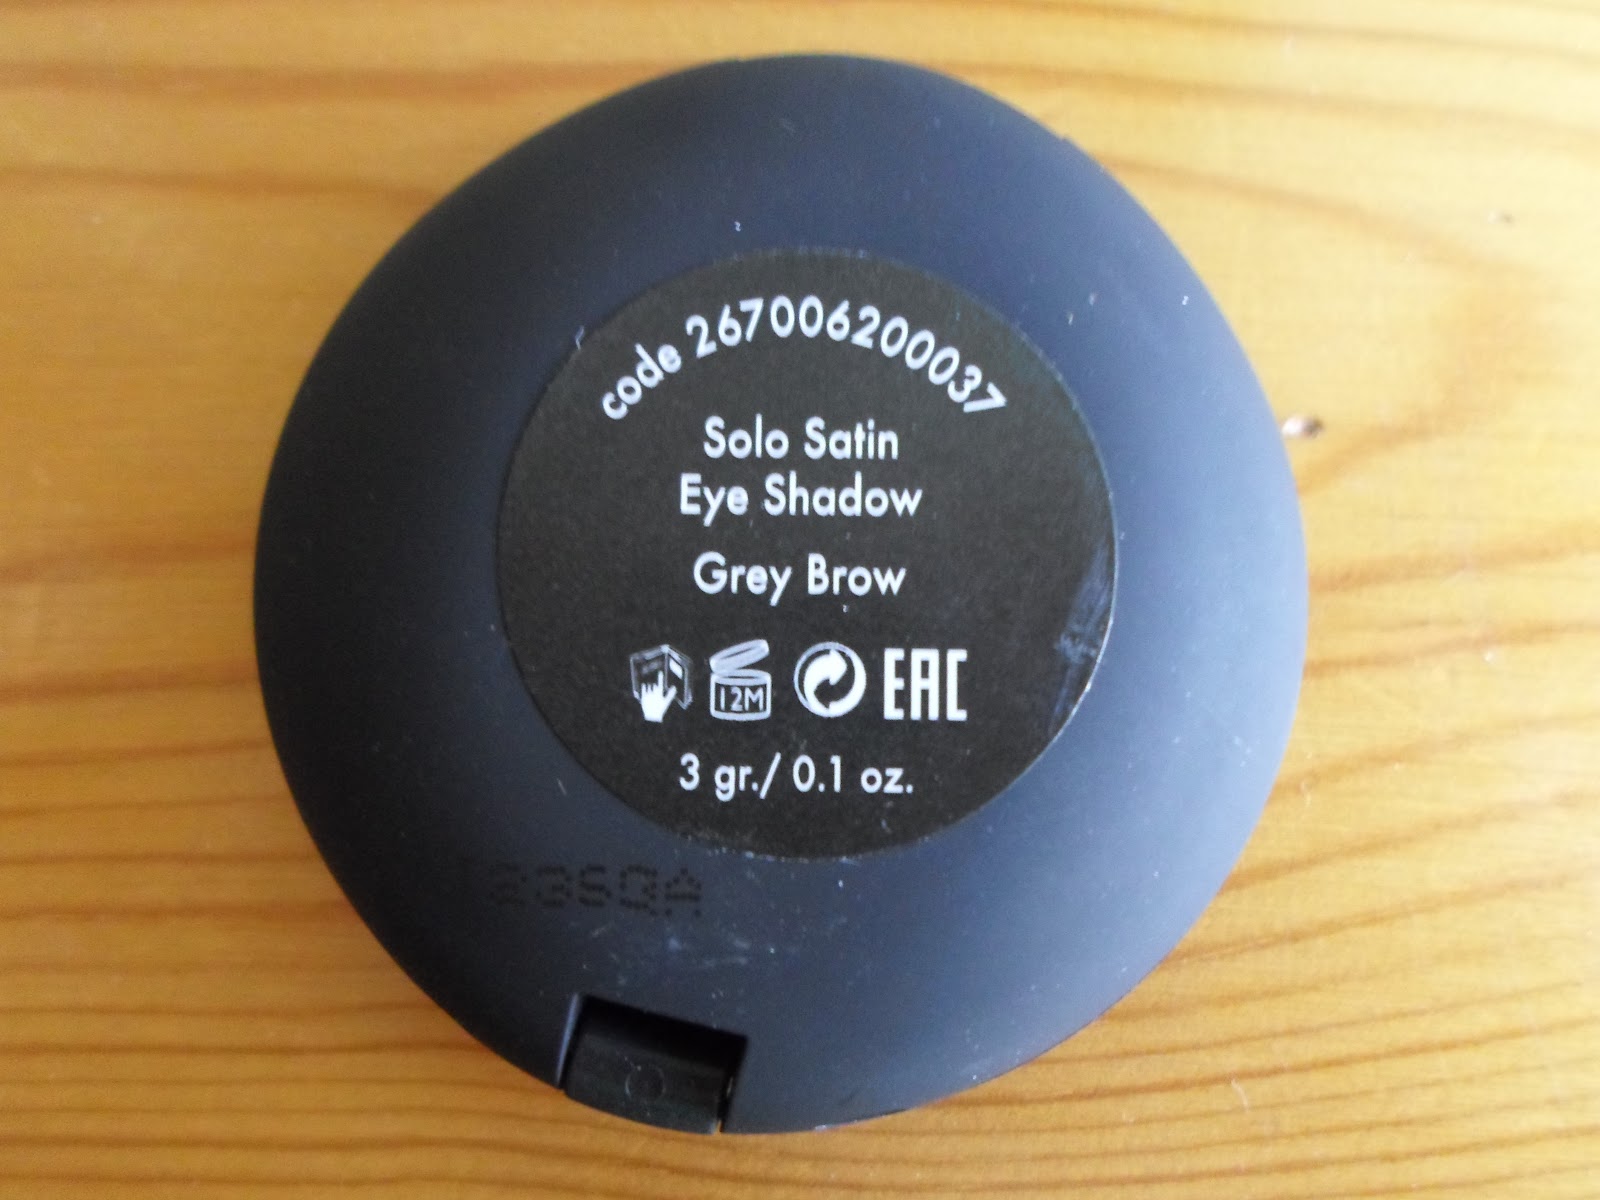 code 267006200037
Solo Satin
Eye Shadow
Grey Brow
12M
EAC
3 gr./ 0.1 oz.